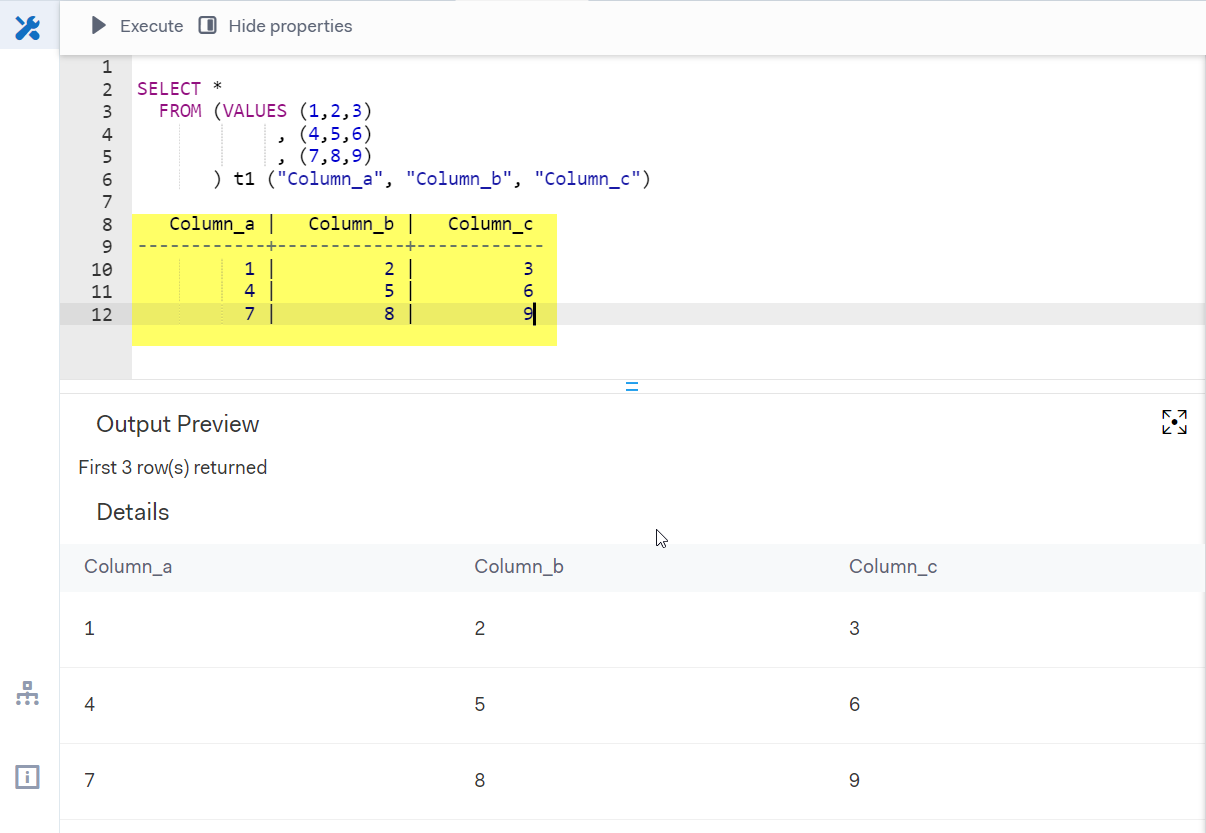 Execute Hide properties
1
2 SELECT *
3   FROM (VALUES (1,2,3)
4              , (4,5,6)
5              , (7,8,9)
6        ) t1 ("Column_a", "Column_b", "Column_c")
7
8    Column_a |   Column_b |   Column_c
9 ------------+------------+------------
10           1 |          2 |          3
11           4 |          5 |          6
12           7 |          8 |          9
Output Preview
First 3 row(s) returned
Details
Column_a Column_b Column_c
1 2 3
4 5 6
7 8 9